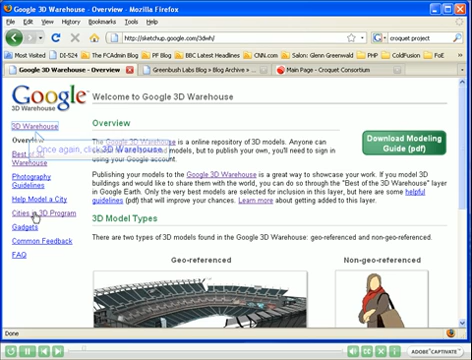 Google 3D Warehouse - Overview - Mozilla Firefox
File Edit View History Bookmarks Tools Help
http://sketchup.google.com/3dwh/
croquet project
Most Visited DI-524 The PCAdmin Blog PC Tidbits BB Leaders CNN.com Salon: Glenn Greenwald PHP ColdFusion FoE
Google 3D Warehouse - Overview
Greenbush Labs Blog » Blog Archive »...
Main Page - Croquet Consortium
Google
3D Warehouse
Welcome to Google 3D Warehouse
3D Warehouse
Overview
Best of 3D
Warehouse
Photography
Guidelines
Help Model a City
Cities in 3D Program
Gadgets
Common Feedback
FAQ
Once again, click 3D Warehouse
Overview
The Google 3D Warehouse is a online repository of 3D models. Anyone can
models, but to publish your own, you'll need to sign in
using your Google account.
Download Modeling
Guide (pdf)
Publishing your models to the Google 3D Warehouse is a great way to showcase your work. If you model 3D
buildings and would like to share them with the world, you can do so through the "Best of the 3D Warehouse" layer
in Google Earth. Only the very best models are selected for inclusion in this layer, but here are some helpful
guidelines (pdf) that will improve your chances. Learn more about getting added to this layer.
3D Model Types
There are two types of 3D models found in the Google 3D Warehouse: geo-referenced and non-geo-referenced.
Geo-referenced
Non-geo-referenced
Done
ADOBE CAPTIVATE